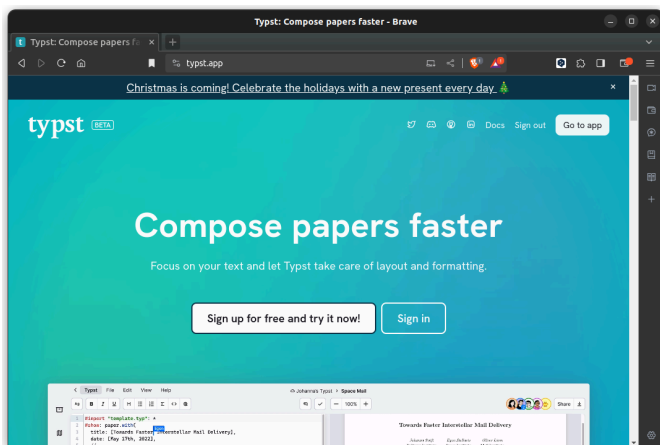 Typst: Compose papers faster - Brave
Typst: Compose papers fa
typst.app
Christmas is coming! Celebrate the holidays with a new present every day
typst BETA
Docs Sign out Go to app
Compose papers faster
Focus on your text and let Typst take care of layout and formatting.
Sign up for free and try it now! Sign in
Typst File Edit View Help
Johanna's Typst > Space Mail
B I U H
100%
Share
1 #import "template.typ": *
2 #show: paper.with(
3 title: [Towards Faster Interstellar Mail Delivery],
4 date: [May 17th, 2022],
Towards Faster Interstellar Mail Delivery